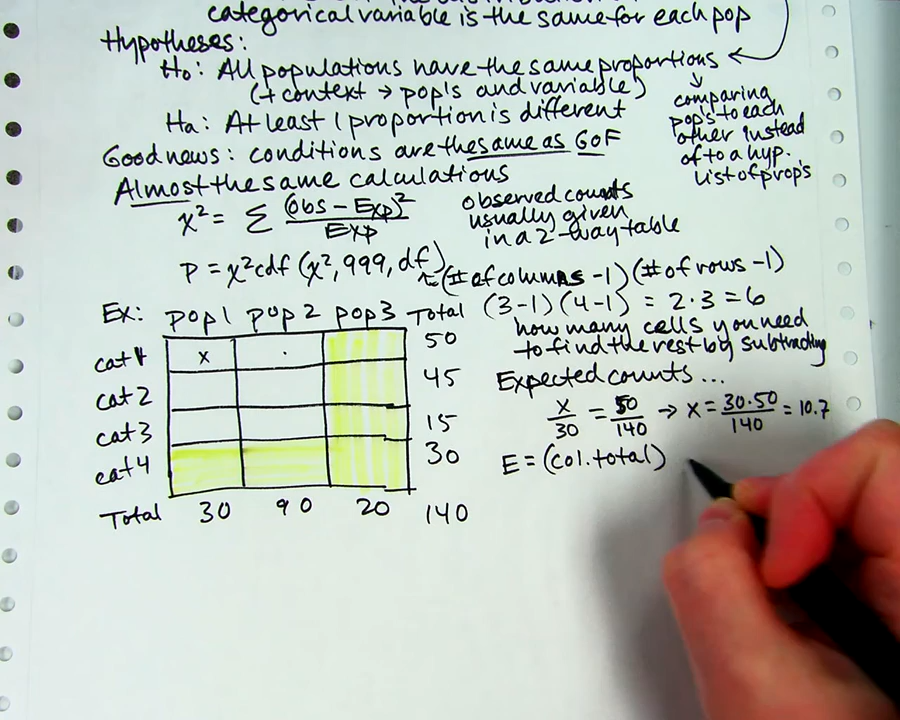 categorical variable is the same for each pop
Hypotheses:
Ho: All populations have the same proportions
(+ context → pop's and variable)
Ha: At least 1 proportion is different
comparing
pop's to each
other instead
of to a hyp.
list of prop's
Good news: conditions are the same as GoF
Almost the same calculations
χ² = Σ (Obs - Exp)² / Exp
observed counts
usually given
in a 2-way table
P = χ²cdf (χ², 999, df)
(# of columns -1)(# of rows -1)
(3-1)(4-1) = 2·3 = 6
how many cells you need
to find the rest by subtracting
Ex: pop 1 pop 2 pop 3 Total
cat 1 x 50
cat 2 45
cat 3 15
cat 4 30
Total 30 90 20 140
Expected counts ...
x/30 = 50/140 → x = 30·50/140 = 10.7
E = (col. total)